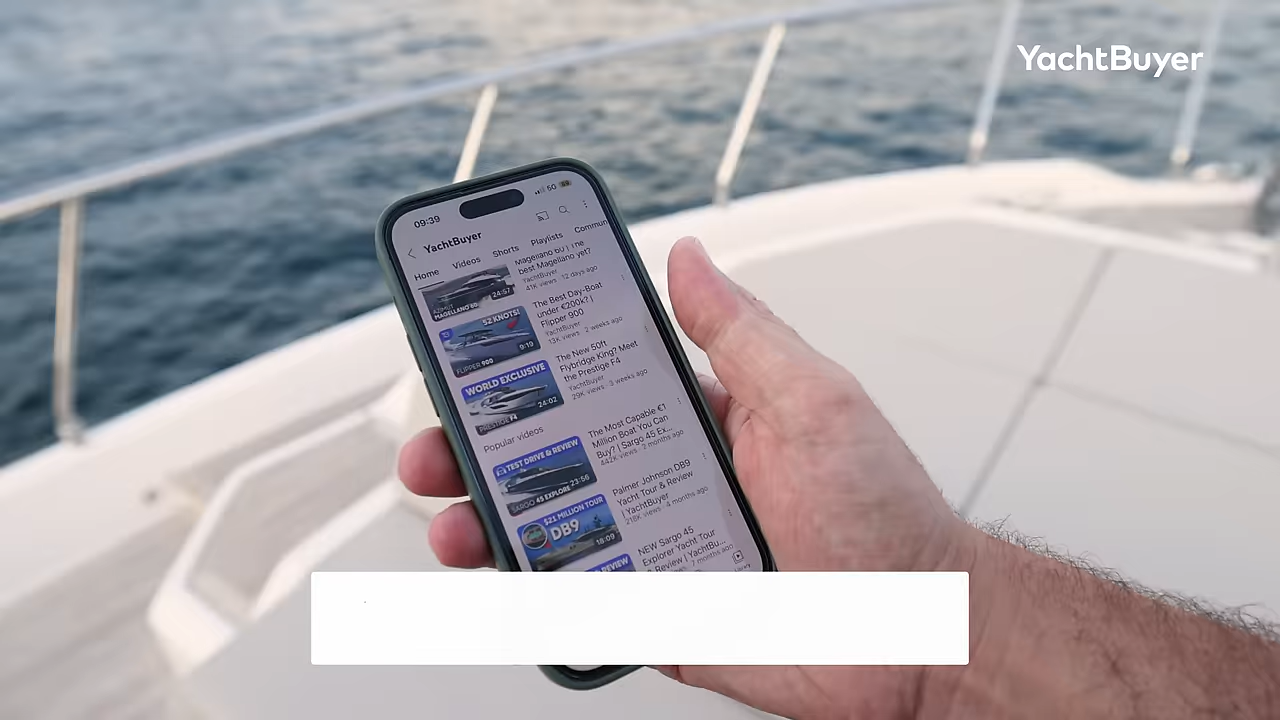 YachtBuyer
09:39
5G
YachtBuyer
Home Videos Shorts Playlists Commun
Magellano 60 | The
best Magellano yet?
YachtBuyer
41K views · 12 days ago
AZIMUT
MAGELLANO 60
24:57
The Best Day-Boat
under €200k? |
Flipper 900
YachtBuyer
13K views · 2 weeks ago
52 KNOTS!
FLIPPER 900
9:19
The New 50ft
Flybridge King? Meet
the Prestige F4
YachtBuyer
29K views · 3 weeks ago
WORLD EXCLUSIVE
PRESTIGE F4
24:02
Popular videos
The Most Capable €1
Million Boat You Can
Buy? | Sargo 45 Ex...
442K views · 2 months ago
TEST DRIVE & REVIEW
SARGO 45 EXPLORE
23:56
Palmer Johnson DB9
Yacht Tour & Review
| YachtBuyer
218K views · 4 months ago
$21 MILLION TOUR
DB9
18:09
NEW Sargo 45
Explorer Yacht Tour
& Review | YachtBu...
views · 7 months ago
& REVIEW